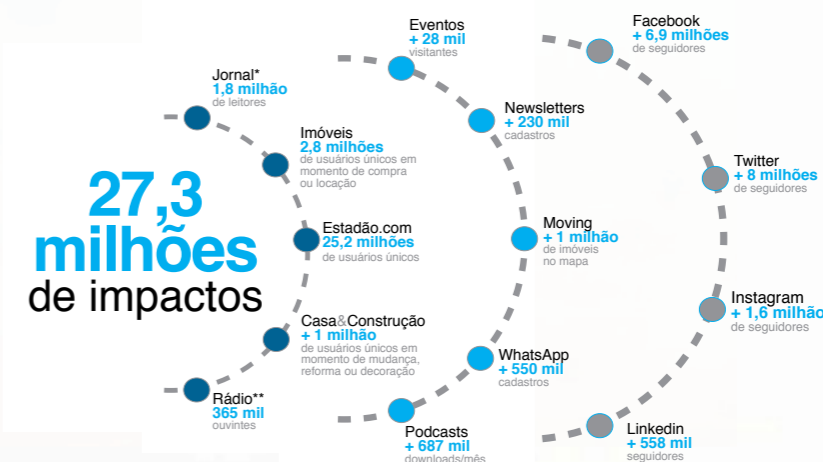 27,3
milhões
de impactos
Jornal*
1,8 milhão
de leitores
Imóveis
2,8 milhões
de usuários únicos em
momento de compra
ou locação
Estadão.com
25,2 milhões
de usuários únicos
Casa&Construção
+ 1 milhão
de usuários únicos em
momento de mudança,
reforma ou decoração
Rádio**
365 mil
ouvintes
Eventos
+ 28 mil
visitantes
Newsletters
+ 230 mil
cadastros
Moving
+ 1 milhão
de imóveis
no mapa
WhatsApp
+ 550 mil
cadastros
Podcasts
+ 687 mil
downloads/mês
Facebook
+ 6,9 milhões
de seguidores
Twitter
+ 8 milhões
de seguidores
Instagram
+ 1,6 milhão
de seguidores
Linkedin
+ 558 mil
seguidores